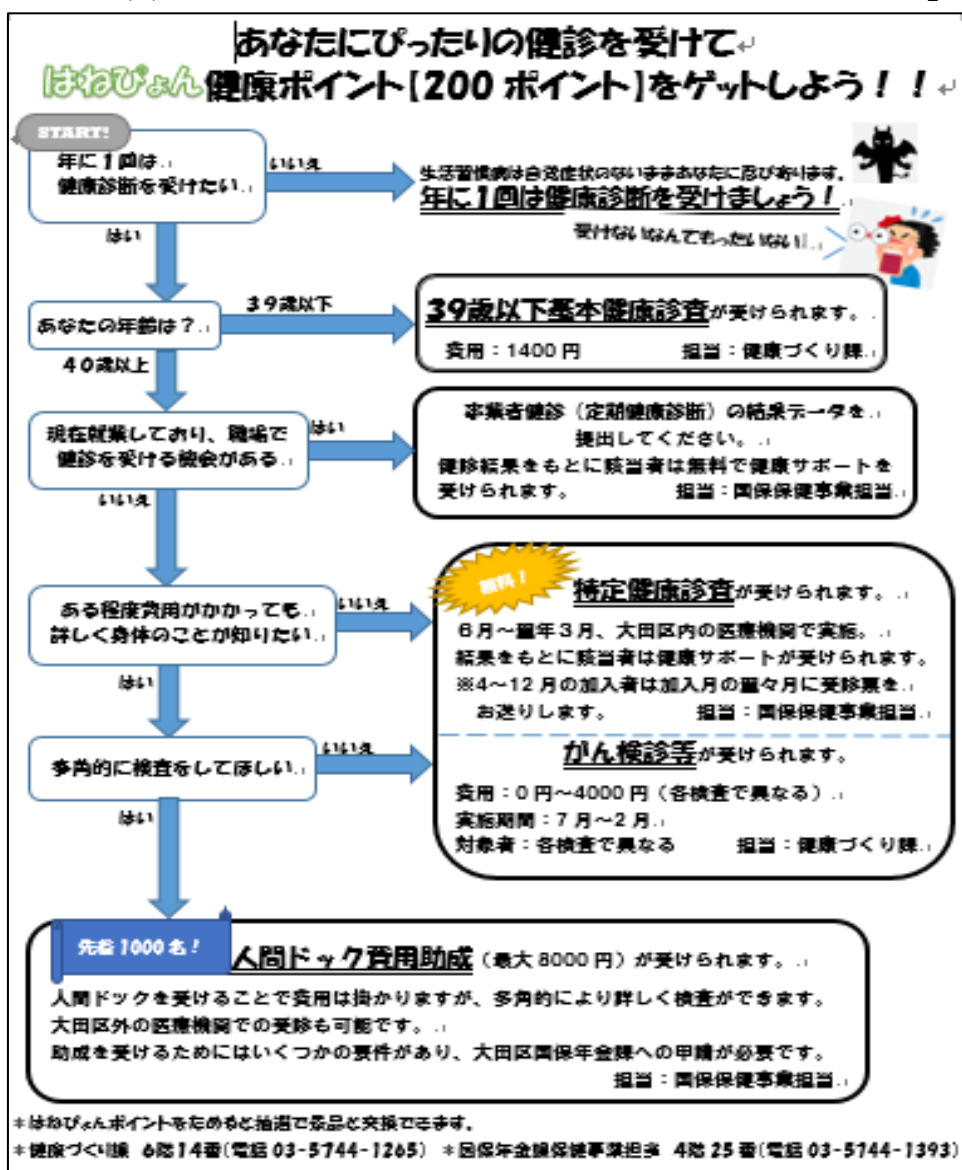 あなたにぴったりの健診を受けて
はねぴょん健康ポイント【200 ポイント】をゲットしよう！！
START!
年に1回は
健康診断を受けたい
いいえ
生活習慣病は自覚症状のないままあなたに忍び寄ります。
年に1回は健康診断を受けましょう！
受けないなんてもったいない！
はい
あなたの年齢は？
39歳以下
39歳以下基本健康診査が受けられます。
費用：1400 円 担当：健康づくり課
40歳以上
現在就業しており、職場で
健診を受ける機会がある
はい
事業者健診（定期健康診断）の結果データを
提出してください。
健診結果をもとに該当者は無料で健康サポートを
受けられます。 担当：国保保健事業担当
いいえ
ある程度費用がかかっても
詳しく身体のことが知りたい
いいえ
無料！
特定健康診査が受けられます。
6月～翌年3月、大田区内の医療機関で実施。
結果をもとに該当者は健康サポートが受けられます。
※4～12 月の加入者は加入月の翌々月に受診票を
お送りします。 担当：国保保健事業担当
はい
多角的に検査をしてほしい
いいえ
がん検診等が受けられます。
費用：0 円～4000 円（各検査で異なる）
実施期間：7 月～2 月
対象者：各検査で異なる 担当：健康づくり課
はい
先着 1000 名！
人間ドック費用助成（最大 8000 円）が受けられます。
人間ドックを受けることで費用は掛かりますが、多角的により詳しく検査ができます。
大田区外の医療機関での受診も可能です。
助成を受けるためにはいくつかの要件があり、大田区国保年金課への申請が必要です。
担当：国保保健事業担当
＊はねぴょんポイントをためると抽選で景品と交換できます。
＊健康づくり課 6階14番(電話 03-5744-1265) ＊国保年金課保健事業担当 4階 25 番(電話 03-5744-1393)